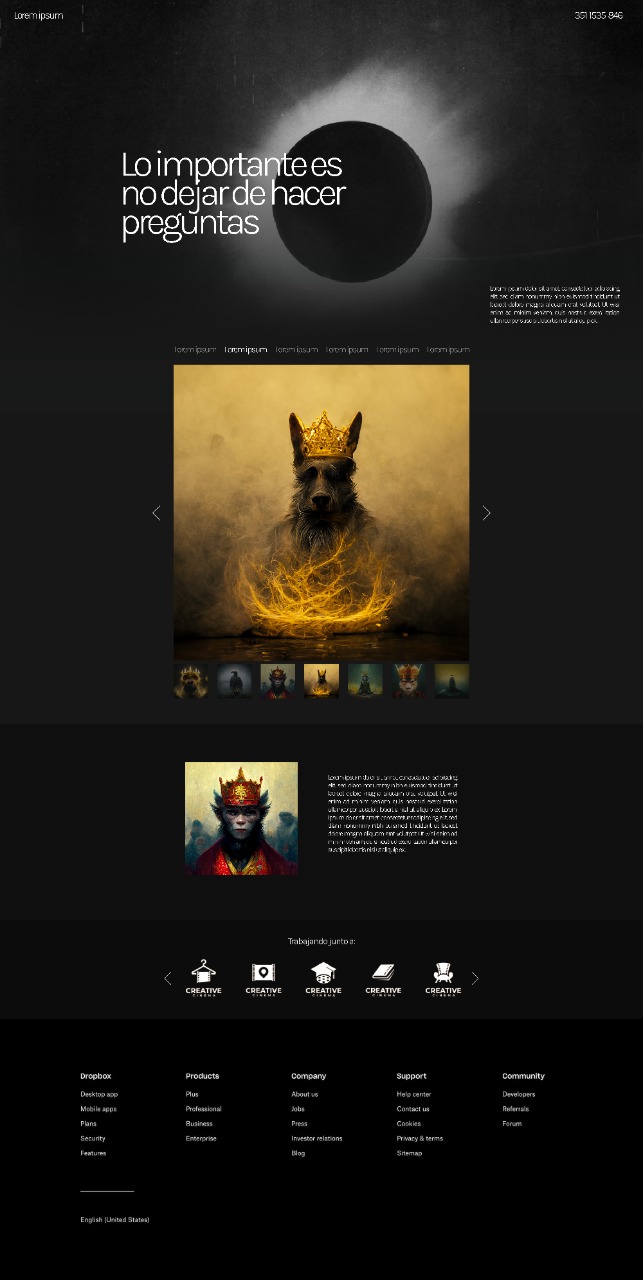 Lorem ipsum
351 1535 846
Lo importante es
no dejar de hacer
preguntas
Lorem ipsum dolor sit amet, consectetuer adipiscing
elit, sed diam nonummy nibh euismod tincidunt ut
laoreet dolore magna aliquam erat volutpat. Ut wisi
enim ad minim veniam, quis nostrud exerci tation
ullamcorper suscipit lobortis nisl ut aliquip ex.
Lorem ipsum Lorem ipsum Lorem ipsum Lorem ipsum Lorem ipsum Lorem ipsum
Lorem ipsum dolor sit amet, consectetuer adipiscing
elit, sed diam nonummy nibh euismod tincidunt ut
laoreet dolore magna aliquam erat volutpat. Ut wisi
enim ad minim veniam, quis nostrud exerci tation
ullamcorper suscipit lobortis nisl ut aliquip ex Lorem
ipsum dolor sit amet, consectetuer adipiscing elit, sed
diam nonummy nibh euismod tincidunt ut laoreet
dolore magna aliquam erat volutpat. Ut wisi enim ad
minim veniam, quis nostrud exerci tation ullamcorper
suscipit lobortis nisl ut aliquip ex.
Trabajando junto a:
CREATIVE CREATIVE CREATIVE CREATIVE CREATIVE
CINEMA CINEMA CINEMA CINEMA CINEMA
Dropbox
Desktop app
Mobile apps
Plans
Security
Features
Products
Plus
Professional
Business
Enterprise
Company
About us
Jobs
Press
Investor relations
Blog
Support
Help center
Contact us
Cookies
Privacy & terms
Sitemap
Community
Developers
Referrals
Forum
English (United States)